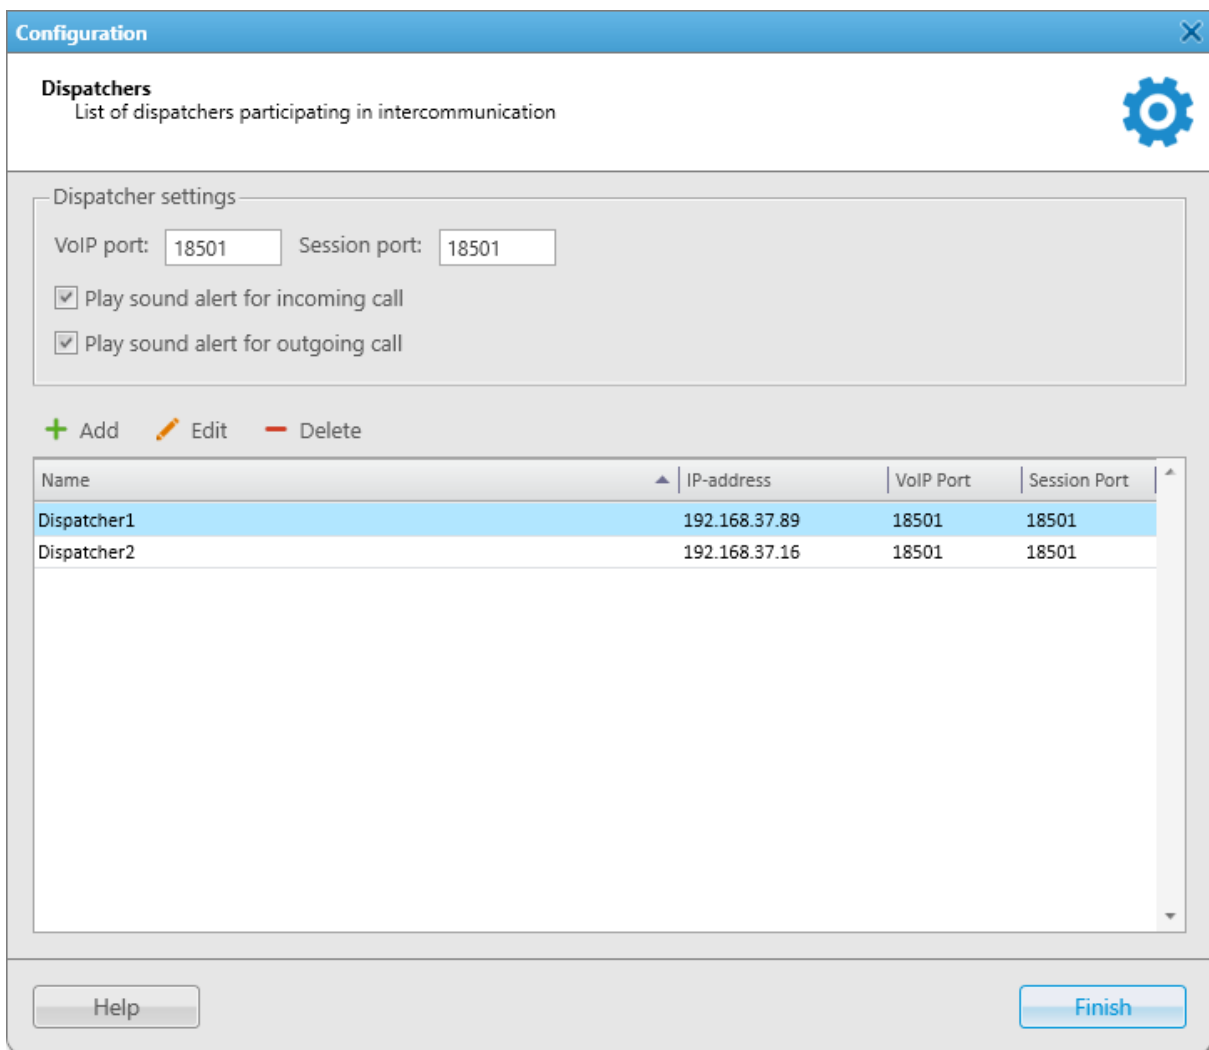 Configuration
Dispatchers
List of dispatchers participating in intercommunication
Dispatcher settings
VoIP port: 18501 Session port: 18501
Play sound alert for incoming call
Play sound alert for outgoing call
Add Edit Delete
Name IP-address VoIP Port Session Port
Dispatcher1 192.168.37.89 18501 18501
Dispatcher2 192.168.37.16 18501 18501
Help Finish